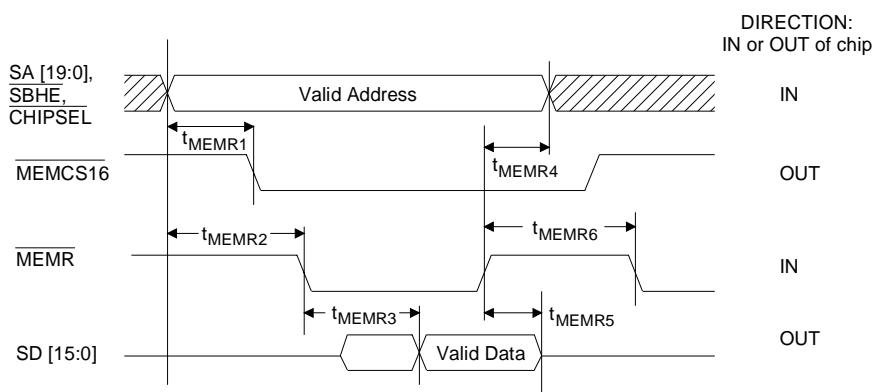 DIRECTION:
IN or OUT of chip
SA [19:0],
SBHE,
CHIPSEL
Valid Address
IN
tMEMR1
tMEMR4
MEMCS16
OUT
tMEMR2
tMEMR6
MEMR
IN
tMEMR3
tMEMR5
SD [15:0]
Valid Data
OUT